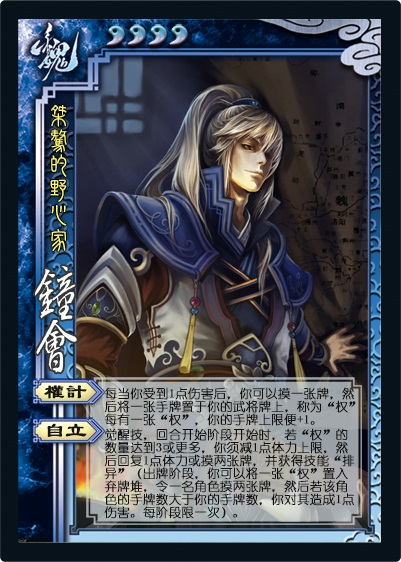 魏
桀驁的野心家
鐘會
權計
每当你受到1点伤害后，你可以摸一张牌，然
后将一张手牌置于你的武将牌上，称为“权”
每有一张“权”，你的手牌上限便+1。
自立
觉醒技，回合开始阶段开始时，若“权”的
数量达到3或更多，你须减1点体力上限，然
后回复1点体力或摸两张牌，并获得技能“排
异”（出牌阶段，你可以将一张“权”置入
弃牌堆，令一名角色摸两张牌，然后若该角
色的手牌数大于你的手牌数，你对其造成1点
伤害。每阶段限一次）。